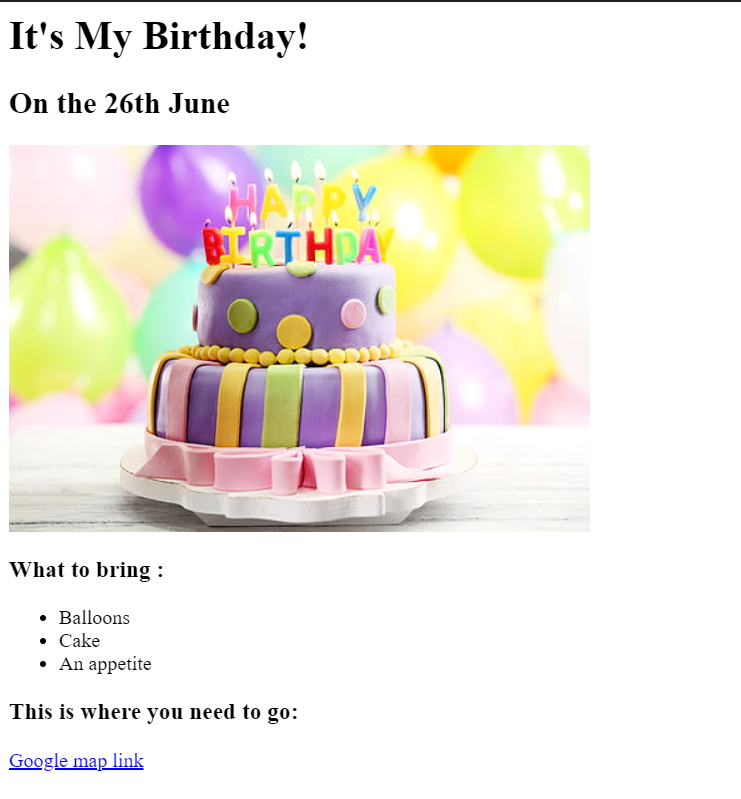 It's My Birthday!
On the 26th June
HAPPY
BIRTHDAY
What to bring :
Balloons
Cake
An appetite
This is where you need to go:
Google map link